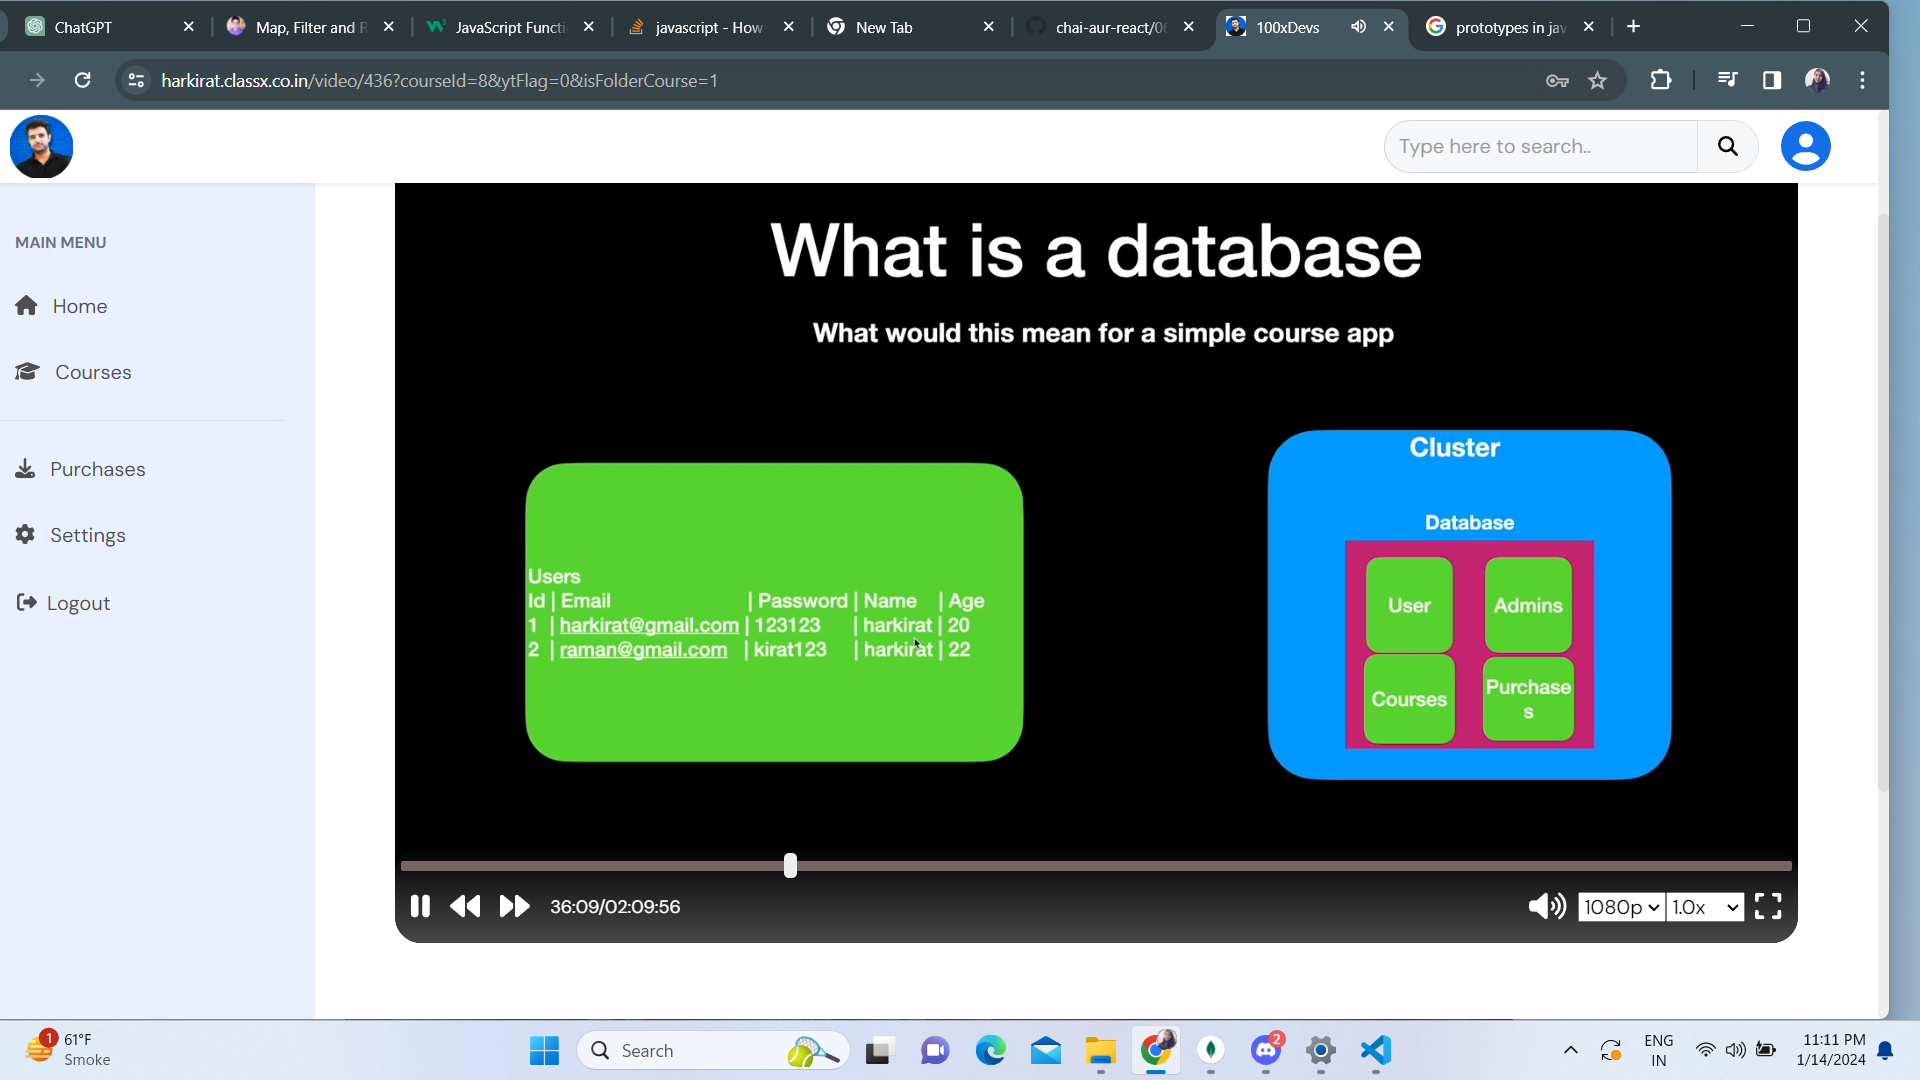 ChatGPT
Map, Filter and R
JavaScript Functi
javascript - How
New Tab
chai-aur-react/06
100xDevs
prototypes in jav
harkirat.classx.co.in/video/436?courseId=8&ytFlag=0&isFolderCourse=1
Type here to search..
MAIN MENU
Home
Courses
Purchases
Settings
Logout
What is a database
What would this mean for a simple course app
Users
Id | Email | Password | Name | Age
1 | harkirat@gmail.com | 123123 | harkirat | 20
2 | raman@gmail.com | kirat123 | harkirat | 22
Cluster
Database
User
Admins
Courses
Purchase
s
36:09/02:09:56
1080p
1.0x
1
61°F
Smoke
Search
2
ENG
IN
11:11 PM
1/14/2024